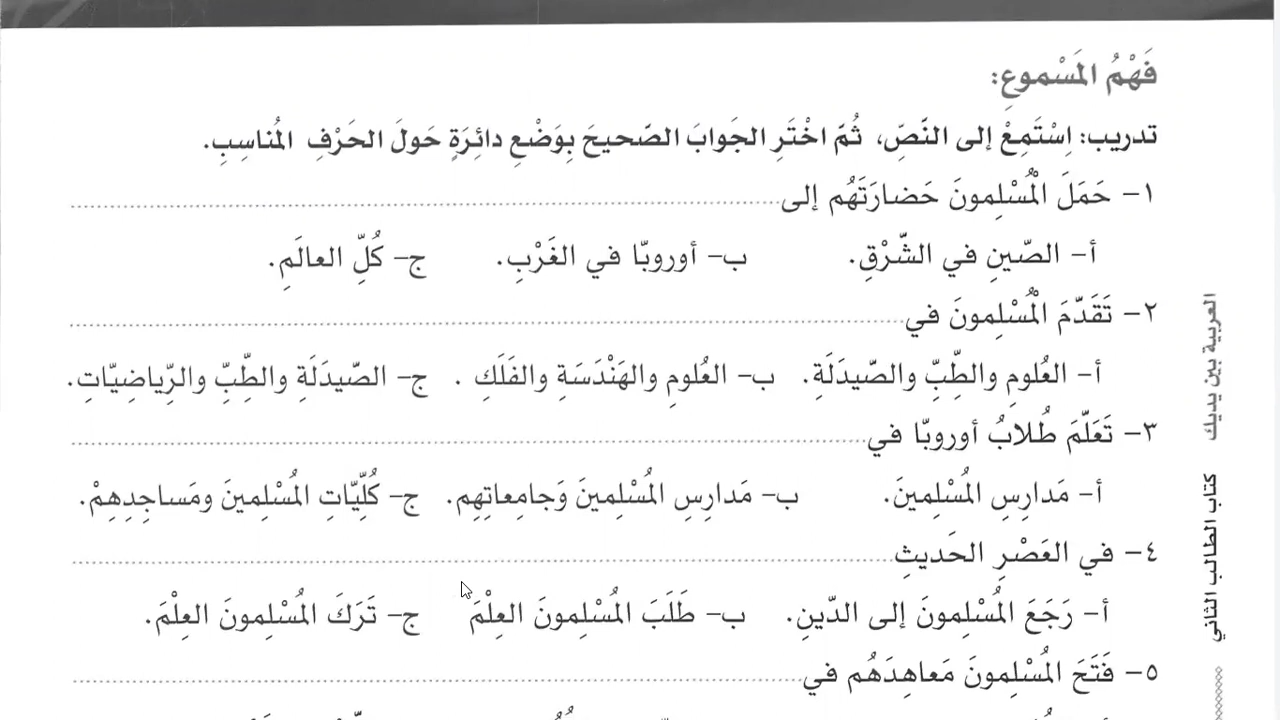 فَهْمُ المَسْموعِ:
تدريب: اِسْتَمِعْ إلى النَّصِّ، ثُمَّ اخْتَرِ الجَوابَ الصّحيحَ بِوَضْعِ دائِرَةٍ حَولَ الحَرْفِ المُناسِبِ.
١- حَمَلَ الْمُسْلِمونَ حَضارَتَهُم إلى
أ- الصّينِ في الشَّرْقِ. ب- أوروبّا في الغَرْبِ. ج- كُلِّ العالَمِ.
٢- تَقَدَّمَ الْمُسْلِمونَ في
أ- العُلومِ والطِّبِّ والصّيدَلَةِ. ب- العُلومِ والهَنْدَسَةِ والفَلَكِ . ج- الصّيدَلَةِ والطِّبِّ والرِّياضِيّاتِ.
٣- تَعَلَّمَ طُلابُ أوروبّا في
أ- مَدارِسِ المُسْلِمينَ. ب- مَدارِسِ المُسْلِمينَ وَجامِعاتِهِم. ج- كُلِّيّاتِ المُسْلِمينَ ومَساجِدِهِمْ.
٤- في العَصْرِ الحَديثِ
أ- رَجَعَ المُسْلِمونَ إلى الدّينِ. ب- طَلَبَ المُسْلِمونَ العِلْمَ ج- تَرَكَ المُسْلِمونَ العِلْمَ.
٥- فَتَحَ المُسْلِمونَ مَعاهِدَهُم في
العربية بين يديك
كتاب الطالب الثاني